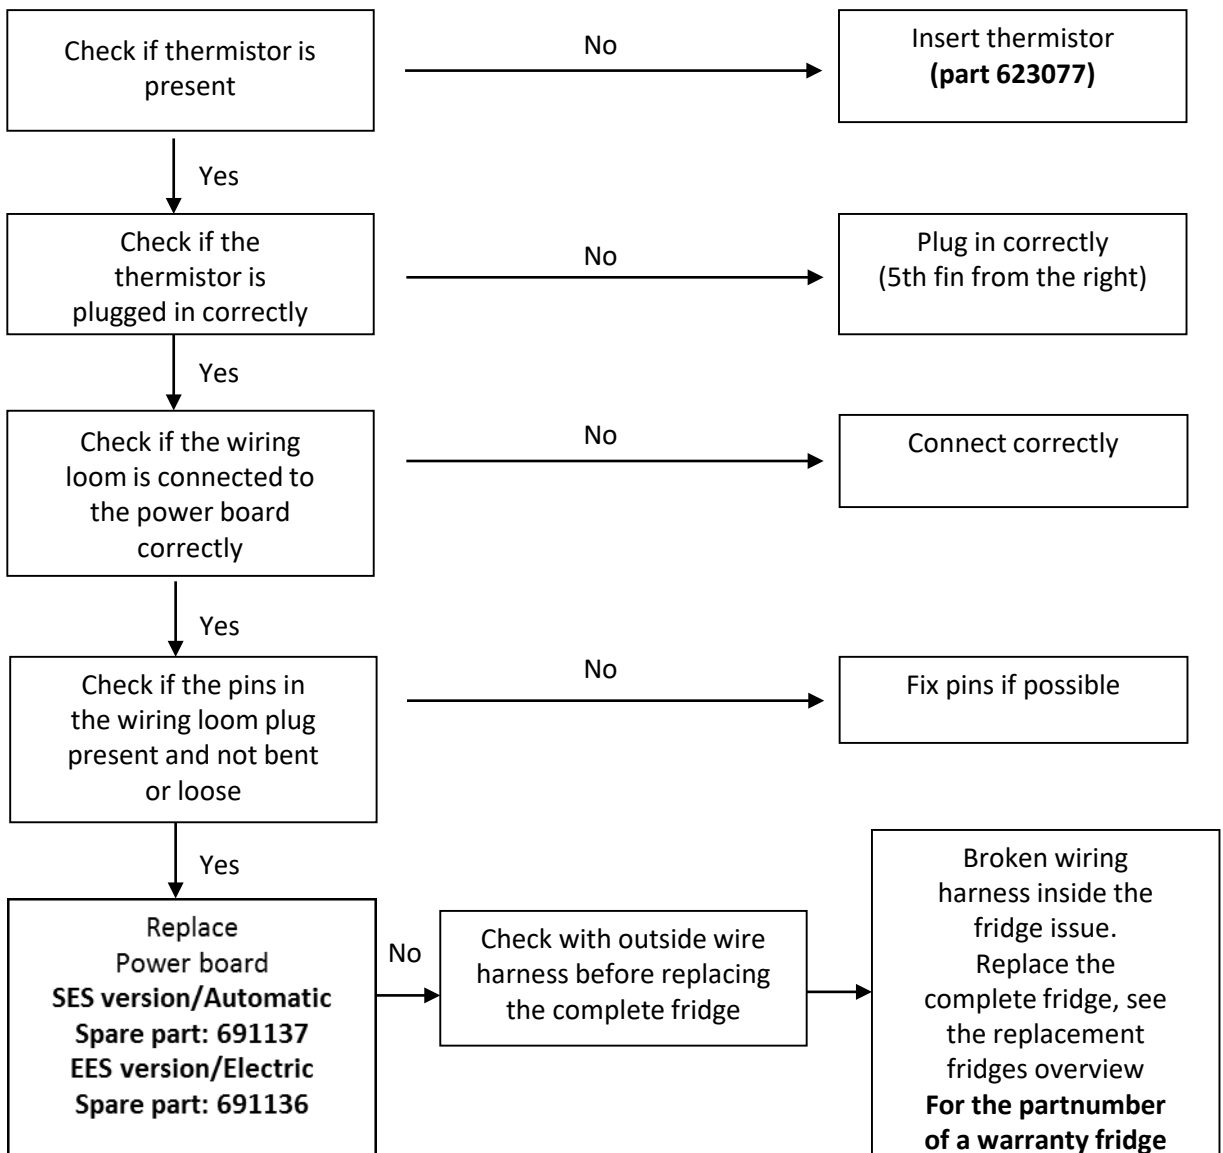 Check if thermistor is
present
No
Insert thermistor
(part 623077)
Yes
Check if the
thermistor is
plugged in correctly
No
Plug in correctly
(5th fin from the right)
Yes
Check if the wiring
loom is connected to
the power board
correctly
No
Connect correctly
Yes
Check if the pins in
the wiring loom plug
present and not bent
or loose
No
Fix pins if possible
Yes
Replace
Power board
SES version/Automatic
Spare part: 691137
EES version/Electric
Spare part: 691136
No
Check with outside wire
harness before replacing
the complete fridge
Broken wiring
harness inside the
fridge issue.
Replace the
complete fridge, see
the replacement
fridges overview
For the partnumber
of a warranty fridge